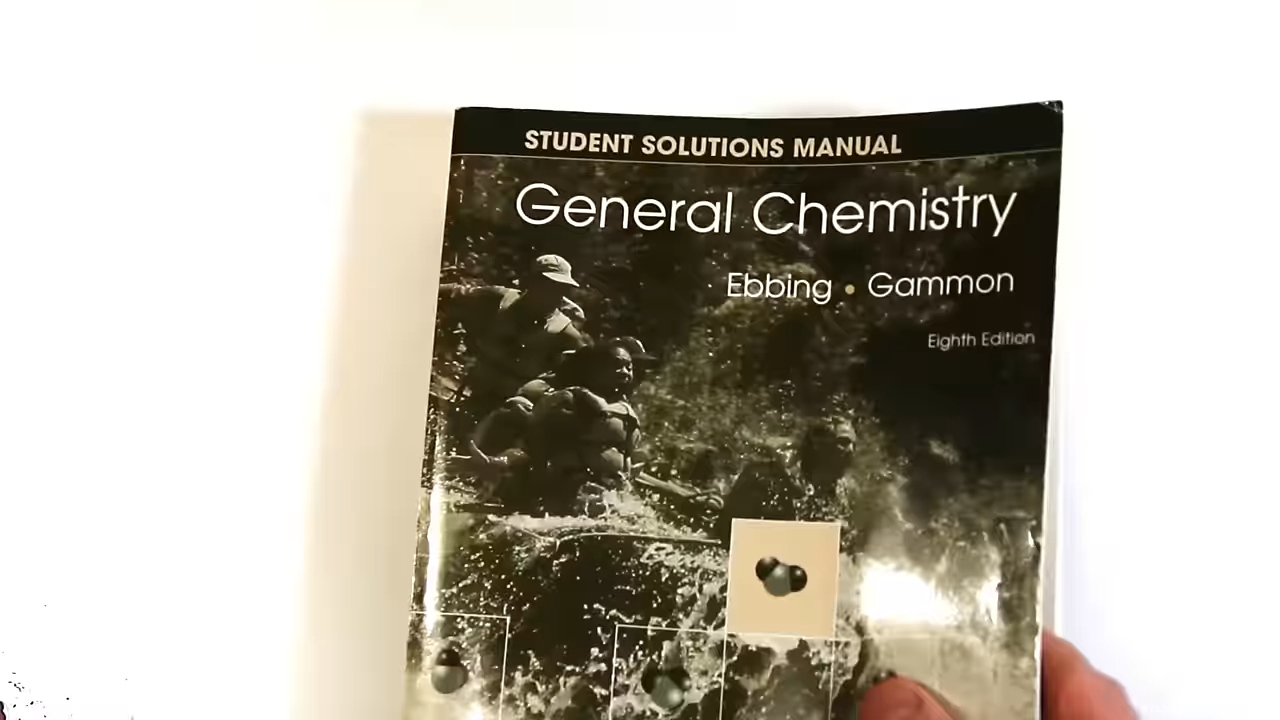 STUDENT SOLUTIONS MANUAL
General Chemistry
Ebbing • Gammon
Eighth Edition